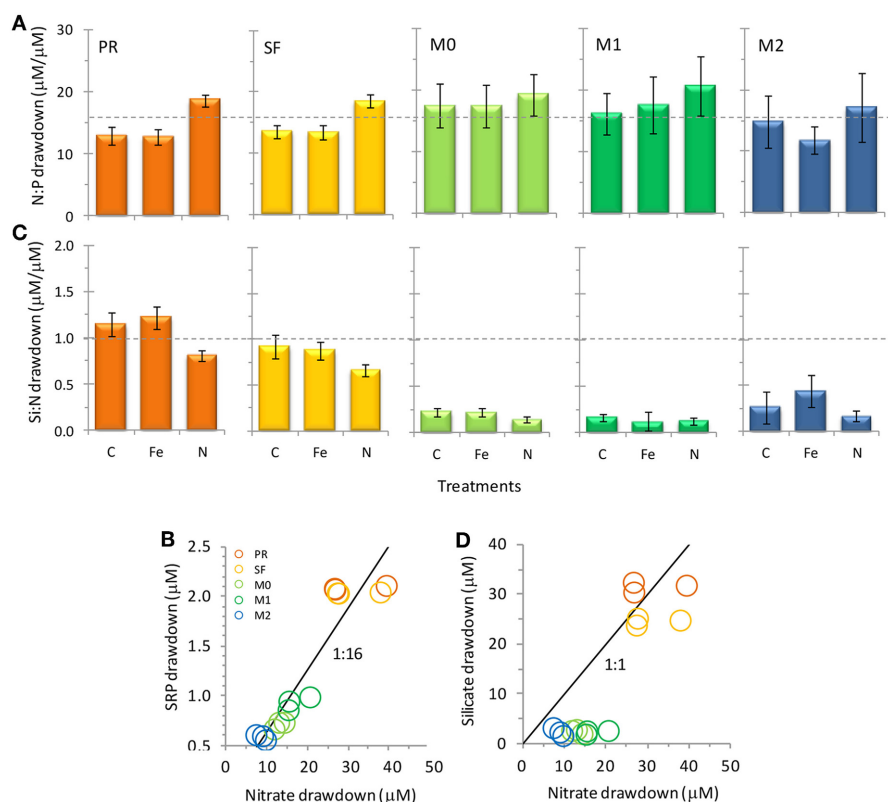 A
PR SF M0 M1 M2
N:P drawdown (µM/µM)
30
20
10
0
C
Si:N drawdown (µM/µM)
2.0
1.5
1.0
0.5
0.0
C Fe N C Fe N C Fe N C Fe N C Fe N
Treatments
B
SRP drawdown (µM)
2.5
2.0
1.5
1.0
0.5
PR
SF
M0
M1
M2
1:16
0 10 20 30 40 50
Nitrate drawdown (µM)
D
Silicate drawdown (µM)
40
30
20
10
0
1:1
0 10 20 30 40 50
Nitrate drawdown (µM)